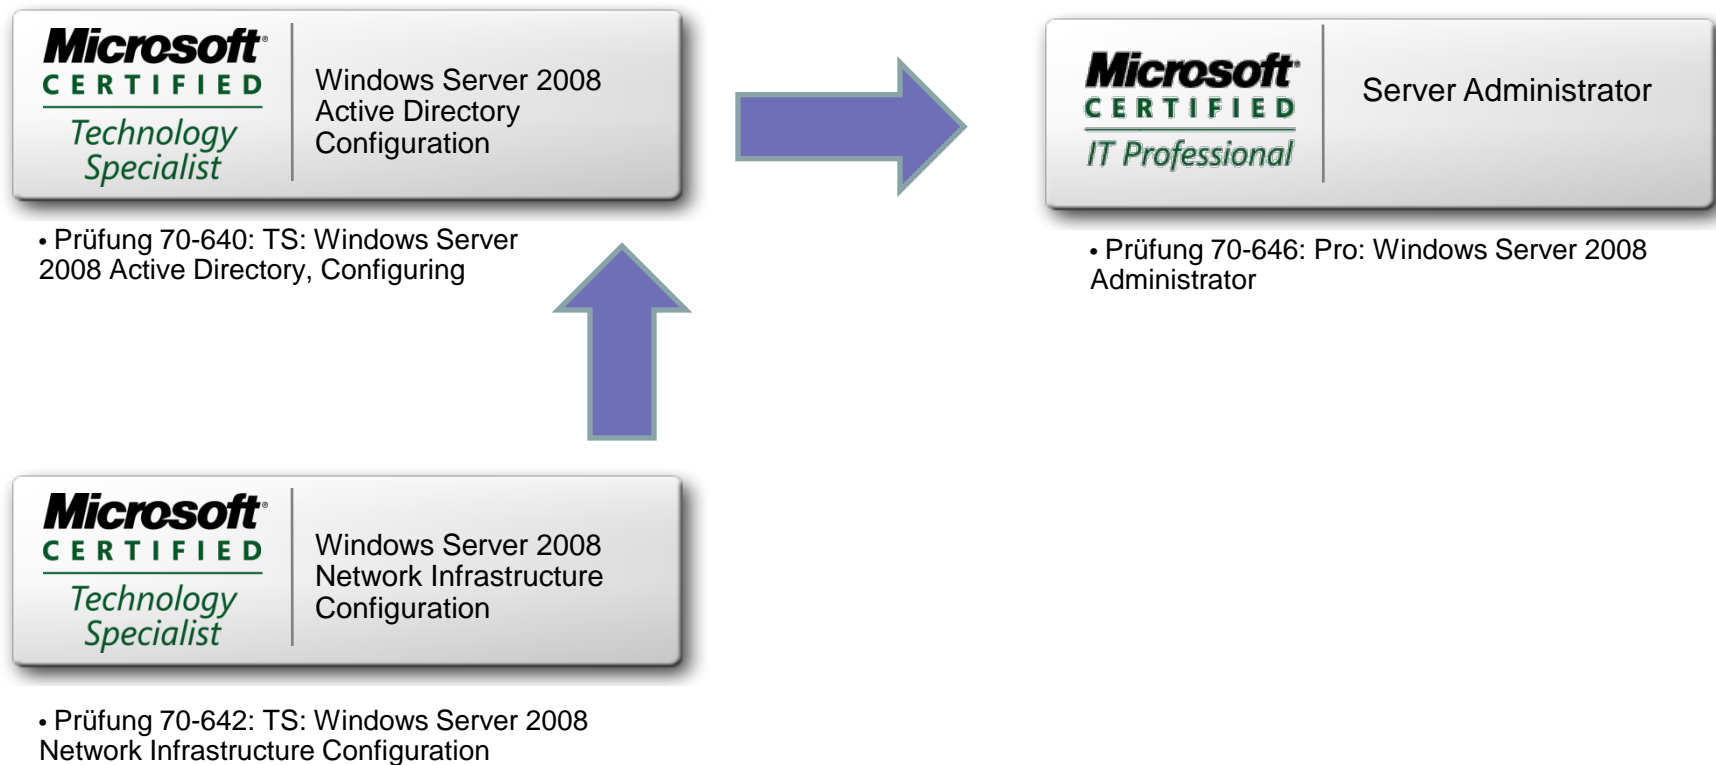 Microsoft®
CERTIFIED
Technology
Specialist
Windows Server 2008
Active Directory
Configuration
• Prüfung 70-640: TS: Windows Server
2008 Active Directory, Configuring
Microsoft®
CERTIFIED
IT Professional
Server Administrator
• Prüfung 70-646: Pro: Windows Server 2008
Administrator
Microsoft®
CERTIFIED
Technology
Specialist
Windows Server 2008
Network Infrastructure
Configuration
• Prüfung 70-642: TS: Windows Server 2008
Network Infrastructure Configuration